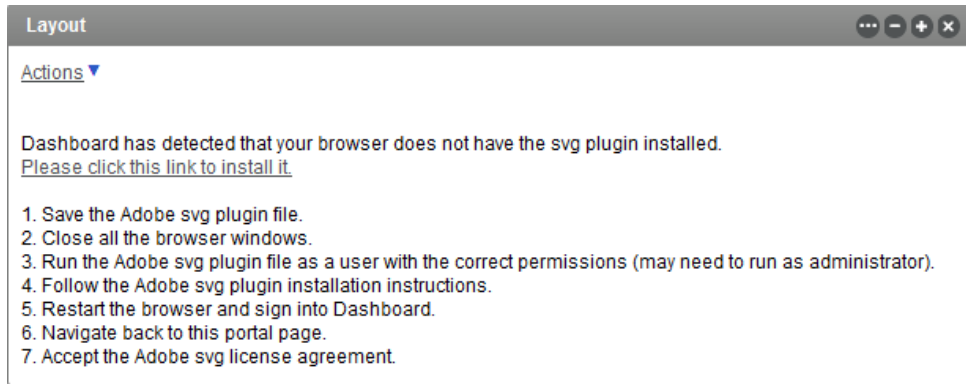 Layout
Actions
Dashboard has detected that your browser does not have the svg plugin installed.
Please click this link to install it.
1. Save the Adobe svg plugin file.
2. Close all the browser windows.
3. Run the Adobe svg plugin file as a user with the correct permissions (may need to run as administrator).
4. Follow the Adobe svg plugin installation instructions.
5. Restart the browser and sign into Dashboard.
6. Navigate back to this portal page.
7. Accept the Adobe svg license agreement.